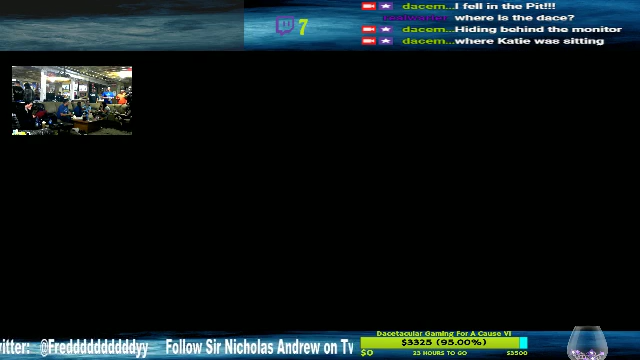 7
dacem...I fell in the Pit!!!
where is the dace?
dacem...Hiding behind the monitor
dacem...where Katie was sitting
witter: @Fredddddddddyy Follow Sir Nicholas Andrew on Tv
Dacetacular Gaming For A Cause VI
$3325 (95.00%)
$0 23 HOURS TO GO $3500